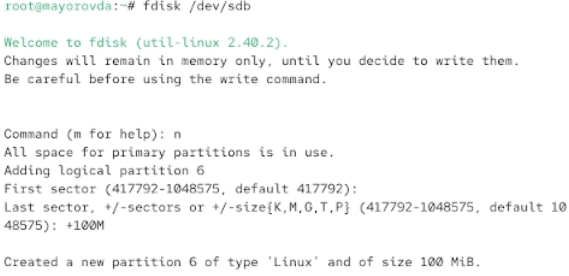 root@mayorovda:~# fdisk /dev/sdb
Welcome to fdisk (util-linux 2.40.2).
Changes will remain in memory only, until you decide to write them.
Be careful before using the write command.
Command (m for help): n
All space for primary partitions is in use.
Adding logical partition 6
First sector (417792-1048575, default 417792):
Last sector, +/-sectors or +/-size{K,M,G,T,P} (417792-1048575, default 10
48575): +100M
Created a new partition 6 of type 'Linux' and of size 100 MiB.